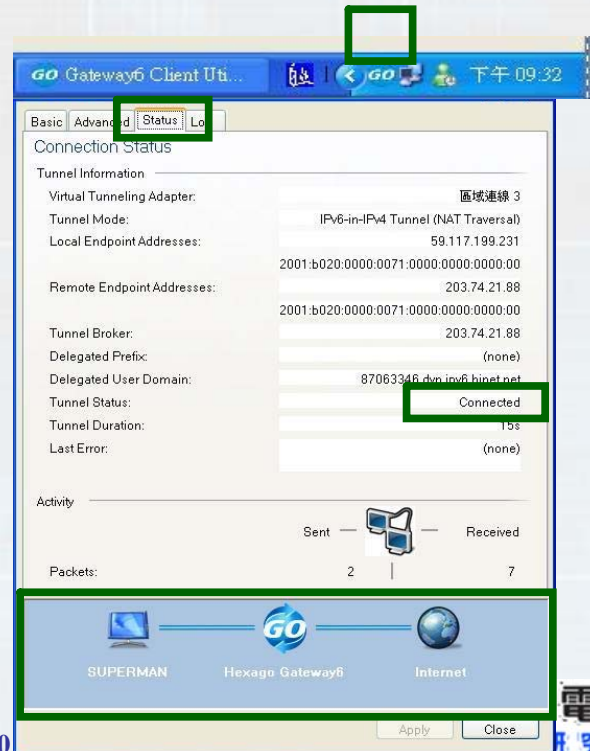 GO Gateway6 Client Uti... GO 下午 09:32
Basic Advanced Status Lo
Connection Status
Tunnel Information
Virtual Tunneling Adapter: 區域連線 3
Tunnel Mode: IPv6-in-IPv4 Tunnel (NAT Traversal)
Local Endpoint Addresses: 59.117.199.231
2001:b020:0000:0071:0000:0000:0000:00
Remote Endpoint Addresses: 203.74.21.88
2001:b020:0000:0071:0000:0000:0000:00
Tunnel Broker: 203.74.21.88
Delegated Prefix: (none)
Delegated User Domain: 87063346.dyn.ipv6.hinet.net
Tunnel Status: Connected
Tunnel Duration: 15s
Last Error: (none)
Activity
Sent Received
Packets: 2 7
GO
SUPERMAN Hexago Gateway6 Internet
電
Apply Close
0